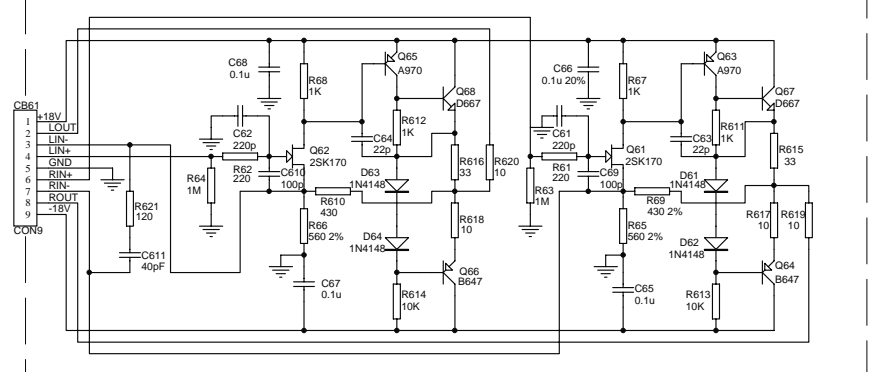 CB61
1 +18V
2 LOUT
3 LIN-
4 LIN+
5 GND
6 RIN+
7 RIN-
8 ROUT
9 -18V
CON9
R621
120
C611
40pF
C68
0.1u
C62
220p
R64
1M
R62
220
C610
100p
R68
1K
Q62
2SK170
R66
560 2%
C67
0.1u
R610
430
Q65
A970
C64
22p
R612
1K
D63
1N4148
D64
1N4148
R614
10K
Q68
D667
R616
33
R618
10
Q66
B647
R620
10
C66
0.1u 20%
C61
220p
R63
1M
R61
220
C69
100p
R67
1K
Q61
2SK170
R65
560 2%
C65
0.1u
R69
430 2%
Q63
A970
C63
22p
R611
1K
D61
1N4148
D62
1N4148
R613
10K
Q67
D667
R615
33
R617
10
R619
10
Q64
B647